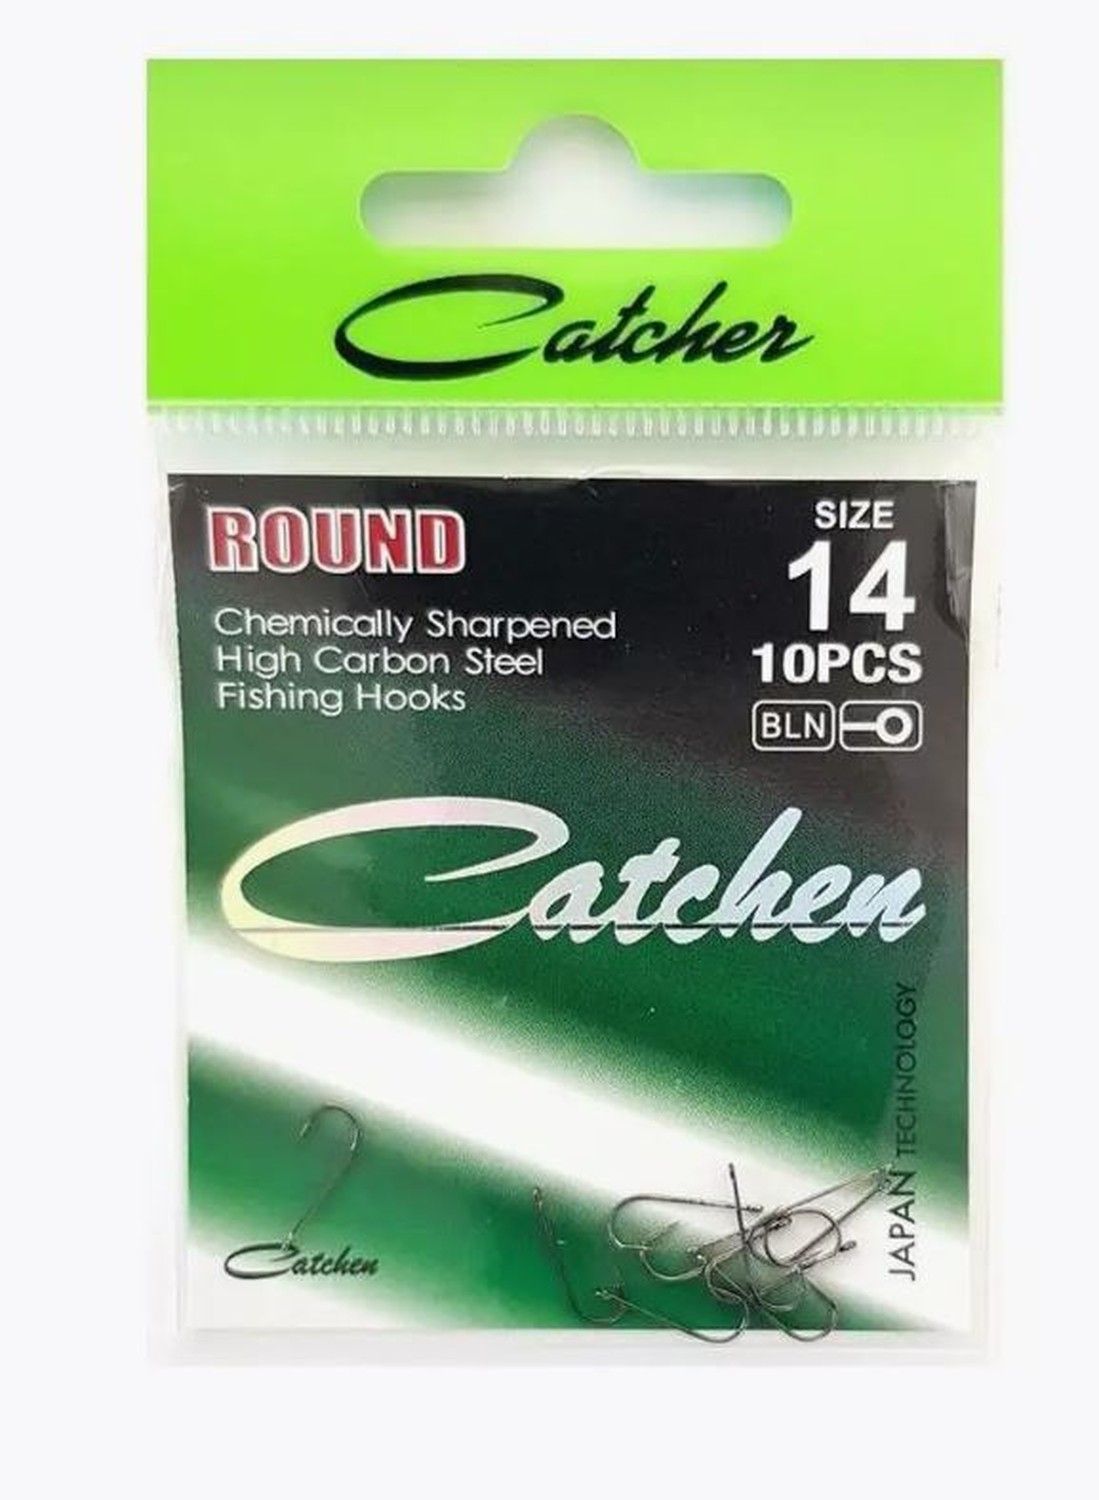 Catcher
ROUND
Chemically Sharpened
High Carbon Steel
Fishing Hooks
SIZE
14
10PCS
BLN
Catchen
JAPAN TECHNOLOGY
Catchen